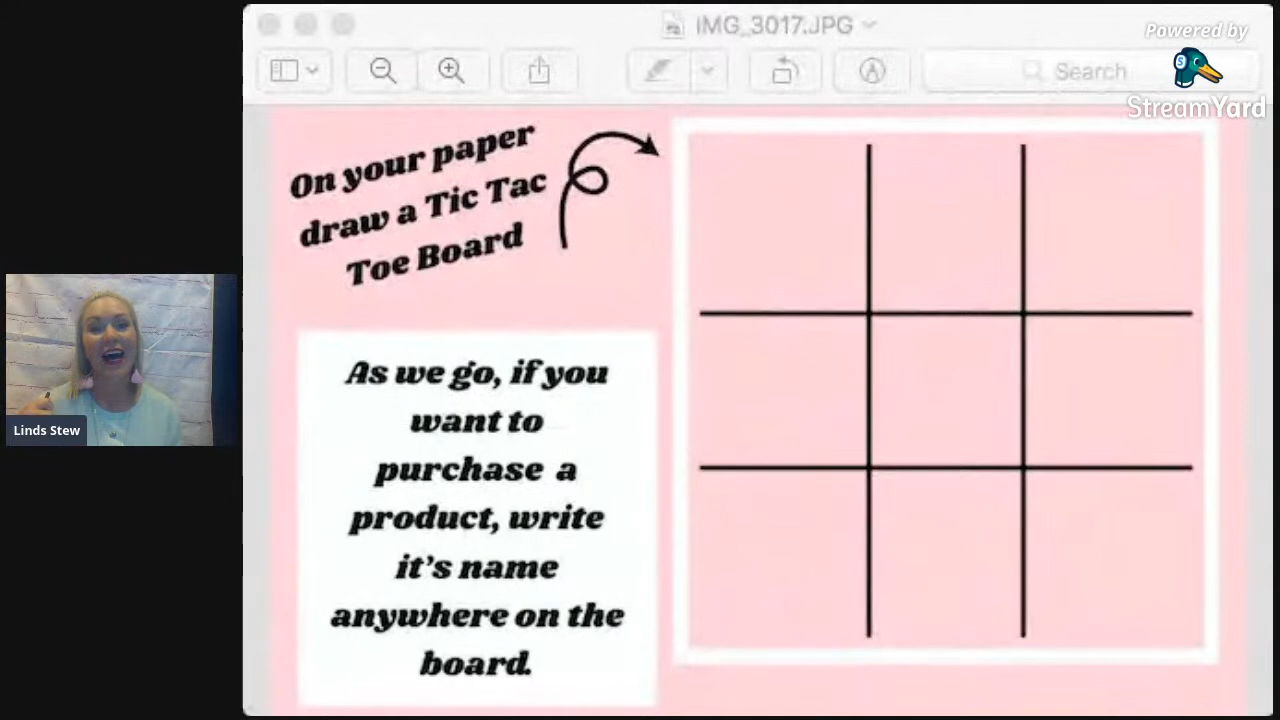 IMG_3017.JPG
Powered by
Search
StreamYard
On your paper
draw a Tic Tac
Toe Board
As we go, if you
want to
purchase a
product, write
it's name
anywhere on the
board.
Linds Stew